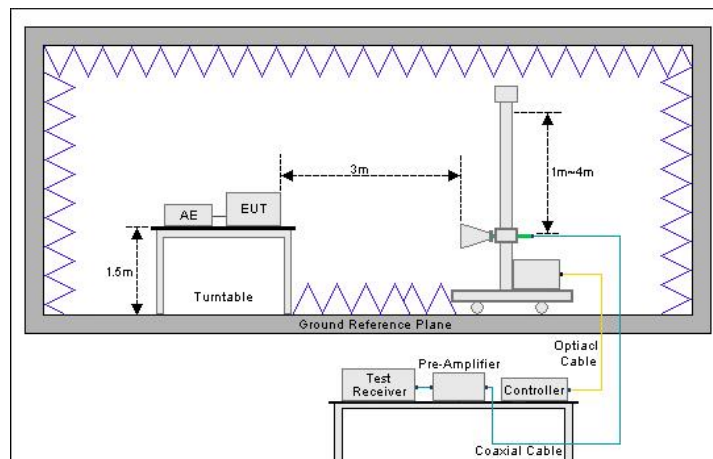 3m
1m~4m
AE
EUT
1.5m
Turntable
Ground Reference Plane
Optiacl
Cable
Pre-Amplifier
Test
Receiver
Controller
Coaxial Cable